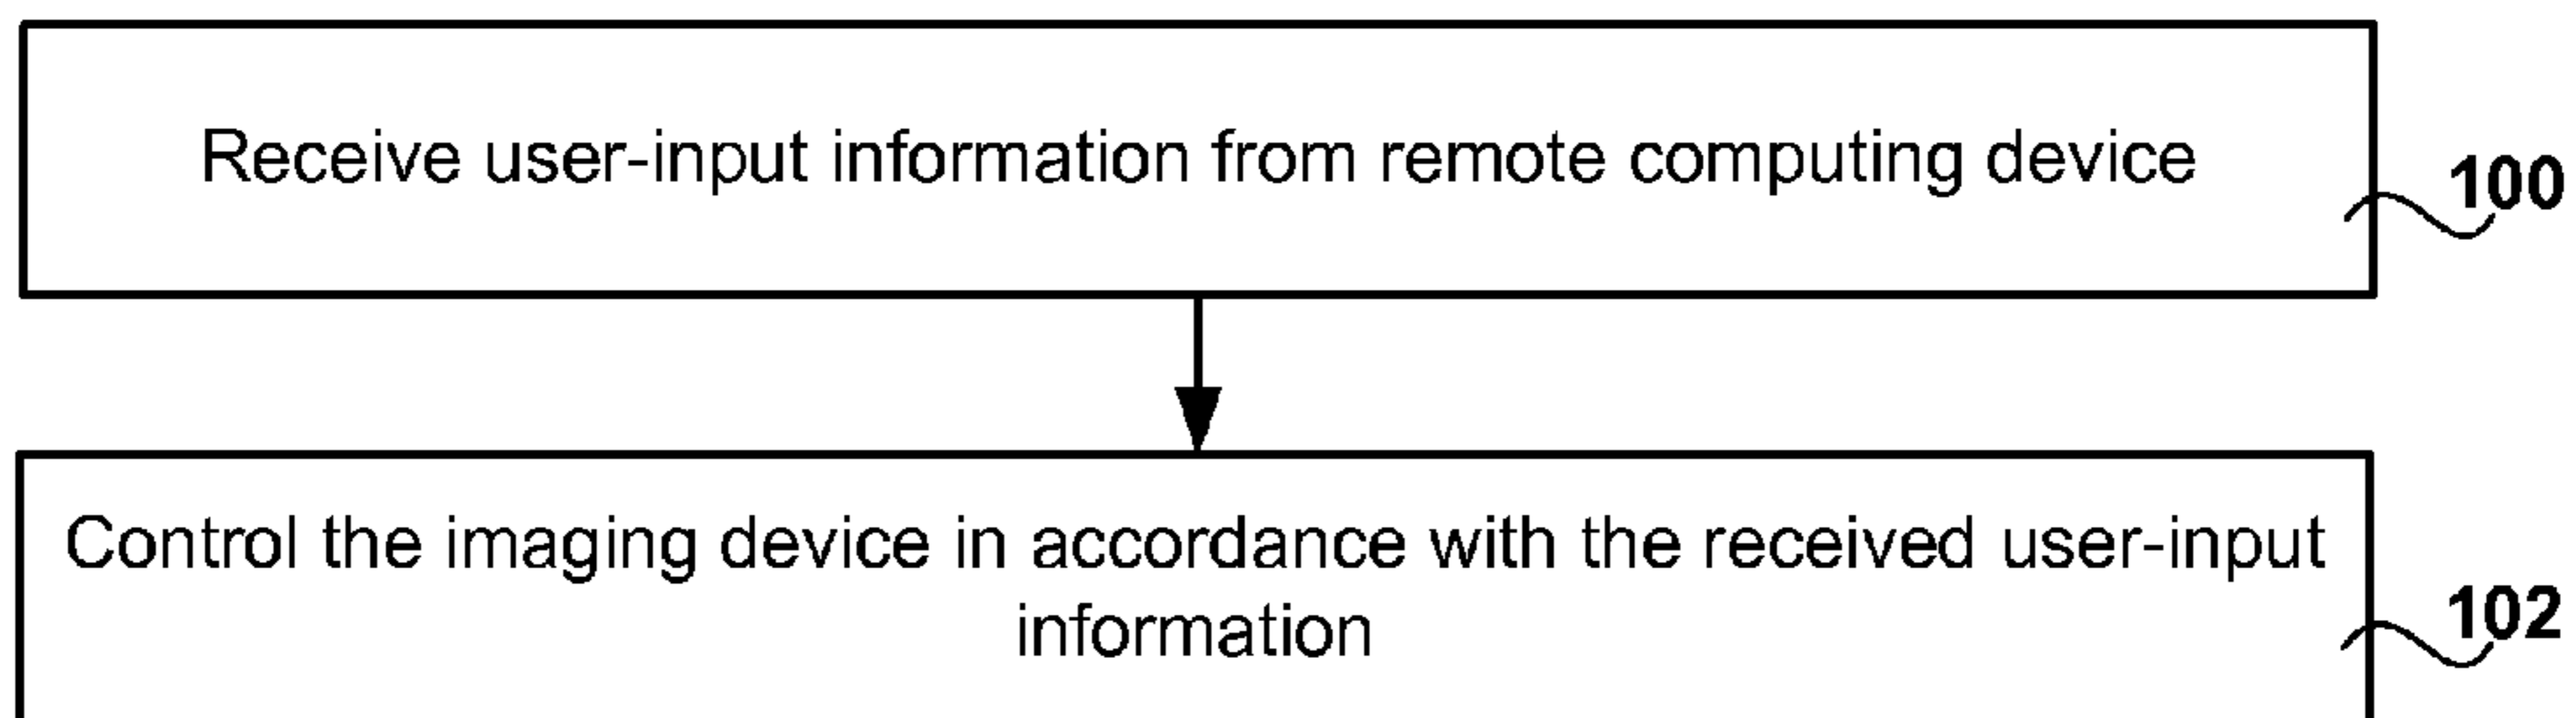 Receive user-input information from remote computing device
100
Control the imaging device in accordance with the received user-input
information
102